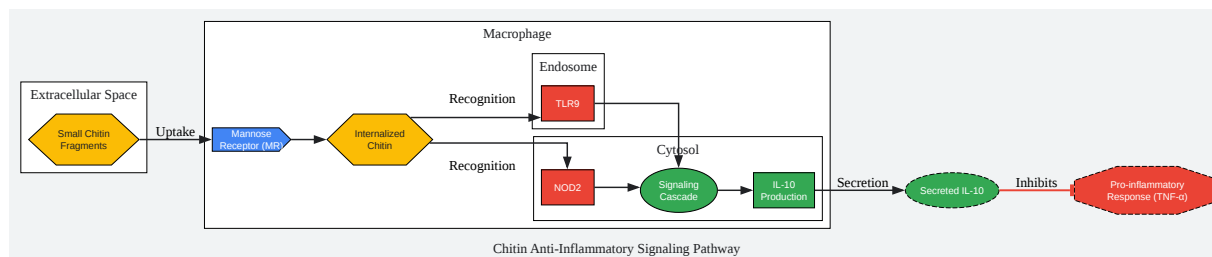 Macrophage
Endosome
Extracellular Space
Recognition
TLR9
Small Chitin
Fragments
Uptake
Mannose
Receptor (MR)
Internalized
Chitin
Cytosol
Recognition
NOD2
Signaling
Cascade
IL-10
Production
Secretion
Secreted IL-10
Inhibits
Pro-inflammatory
Response (TNF-α)
Chitin Anti-Inflammatory Signaling Pathway